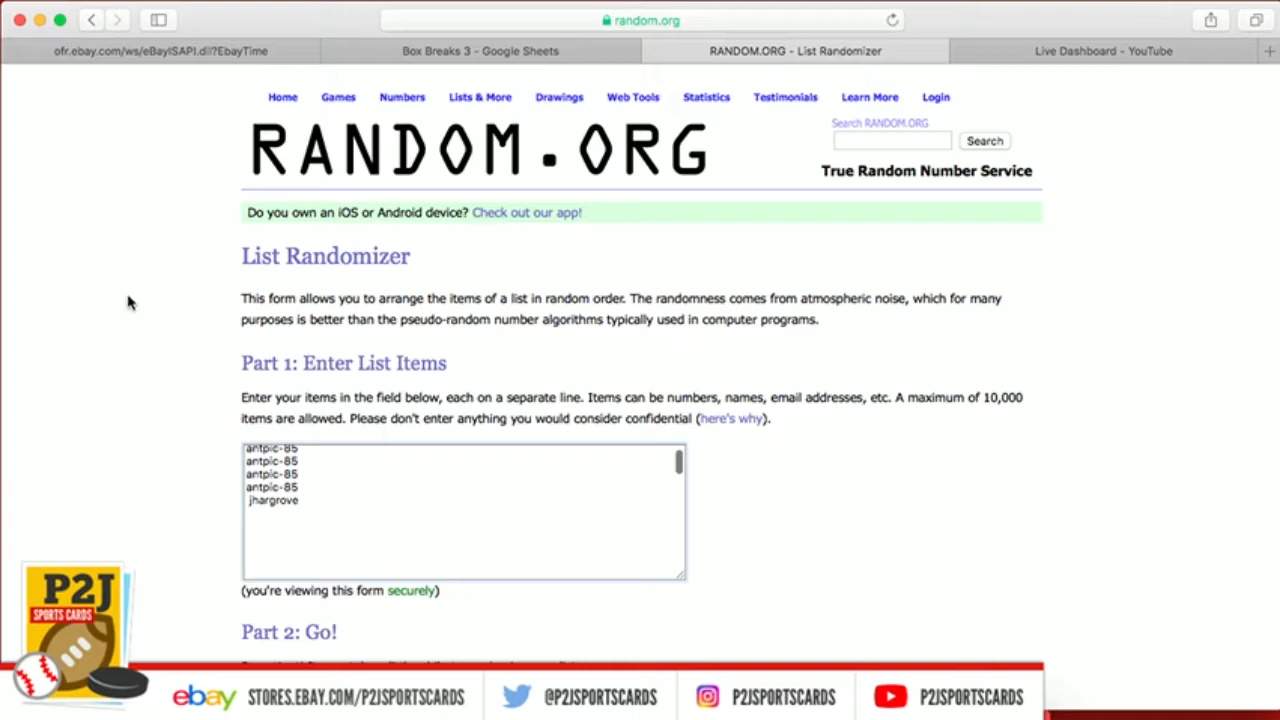 random.org
ofr.ebay.com/ws/eBayISAPI.dll?EbayTime
Box Breaks 3 - Google Sheets
RANDOM.ORG - List Randomizer
Live Dashboard - YouTube
Home Games Numbers Lists & More Drawings Web Tools Statistics Testimonials Learn More Login
RANDOM.ORG
Search RANDOM.ORG
Search
True Random Number Service
Do you own an iOS or Android device? Check out our app!
List Randomizer
This form allows you to arrange the items of a list in random order. The randomness comes from atmospheric noise, which for many
purposes is better than the pseudo-random number algorithms typically used in computer programs.
Part 1: Enter List Items
Enter your items in the field below, each on a separate line. Items can be numbers, names, email addresses, etc. A maximum of 10,000
items are allowed. Please don't enter anything you would consider confidential (here's why).
antpic-85
antpic-85
antpic-85
antpic-85
jhargrove
(you're viewing this form securely)
Part 2: Go!
P2J
SPORTS CARDS
ebay STORES.EBAY.COM/P2JSPORTSCARDS
@P2JSPORTSCARDS
P2JSPORTSCARDS
P2JSPORTSCARDS